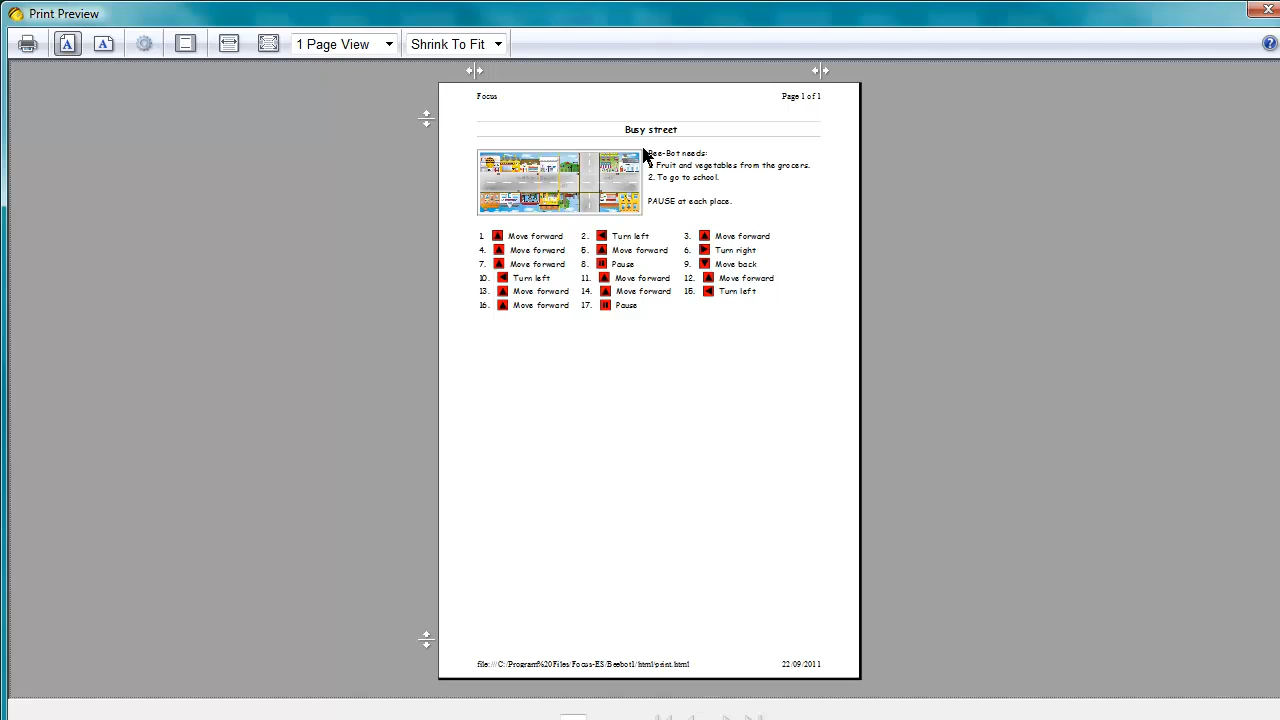 Print Preview
1 Page View
Shrink To Fit
Focus
Page 1 of 1
Busy street
Bee-Bot needs:
1. Fruit and vegetables from the grocers.
2. To go to school.
PAUSE at each place.
1. Move forward 2. Turn left 3. Move forward
4. Move forward 5. Move forward 6. Turn right
7. Move forward 8. Pause 9. Move back
10. Turn left 11. Move forward 12. Move forward
13. Move forward 14. Move forward 15. Turn left
16. Move forward 17. Pause
file:///C:/Program%20Files/Focus-ES/Beebot1/html/print.html
22/09/2011